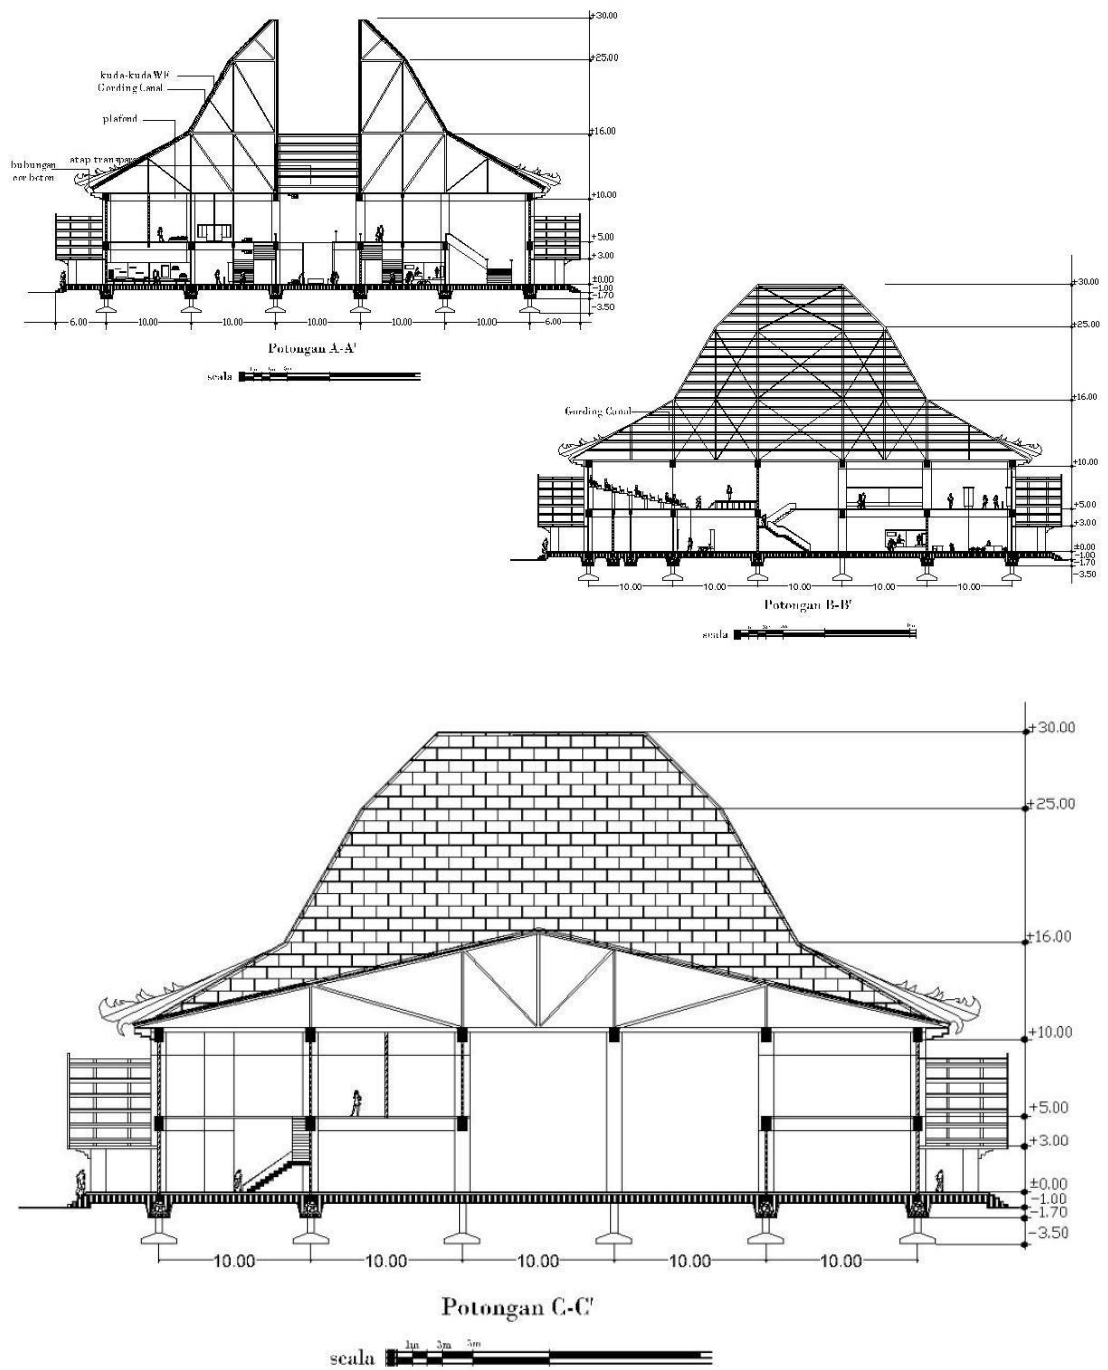 +30.00
+25.00
kuda-kuda WF
Gording Canal
plafond
+16.00
bubungan
cor beton
atap transpar
+10.00
+5.00
+3.00
±0.00
-1.00
-1.70
-3.50
6.00 10.00 10.00 10.00 10.00 10.00 6.00
Potongan A-A'
scala
+30.00
+25.00
+16.00
Gording Canal
+10.00
+5.00
+3.00
±0.00
-1.00
-1.70
-3.50
10.00 10.00 10.00 10.00 10.00
Potongan B-B'
scala
+30.00
+25.00
+16.00
+10.00
+5.00
+3.00
±0.00
-1.00
-1.70
-3.50
10.00 10.00 10.00 10.00 10.00
Potongan C-C'
scala 1m 3m 5m